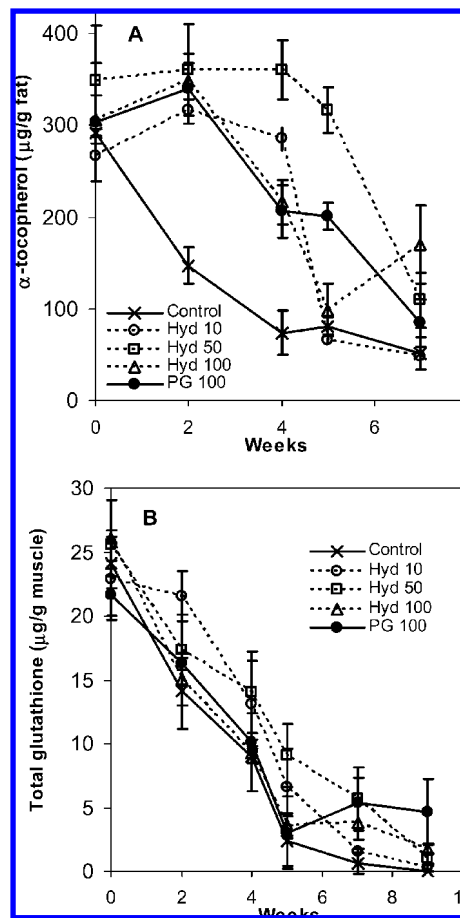 A
400
300
200
100
0
α-tocopherol (µg/g fat)
Control
Hyd 10
Hyd 50
Hyd 100
PG 100
0 2 4 6
Weeks
B
30
25
20
15
10
5
0
Total glutathione (µg/g muscle)
Control
Hyd 10
Hyd 50
Hyd 100
PG 100
0 2 4 6 8 1
Weeks